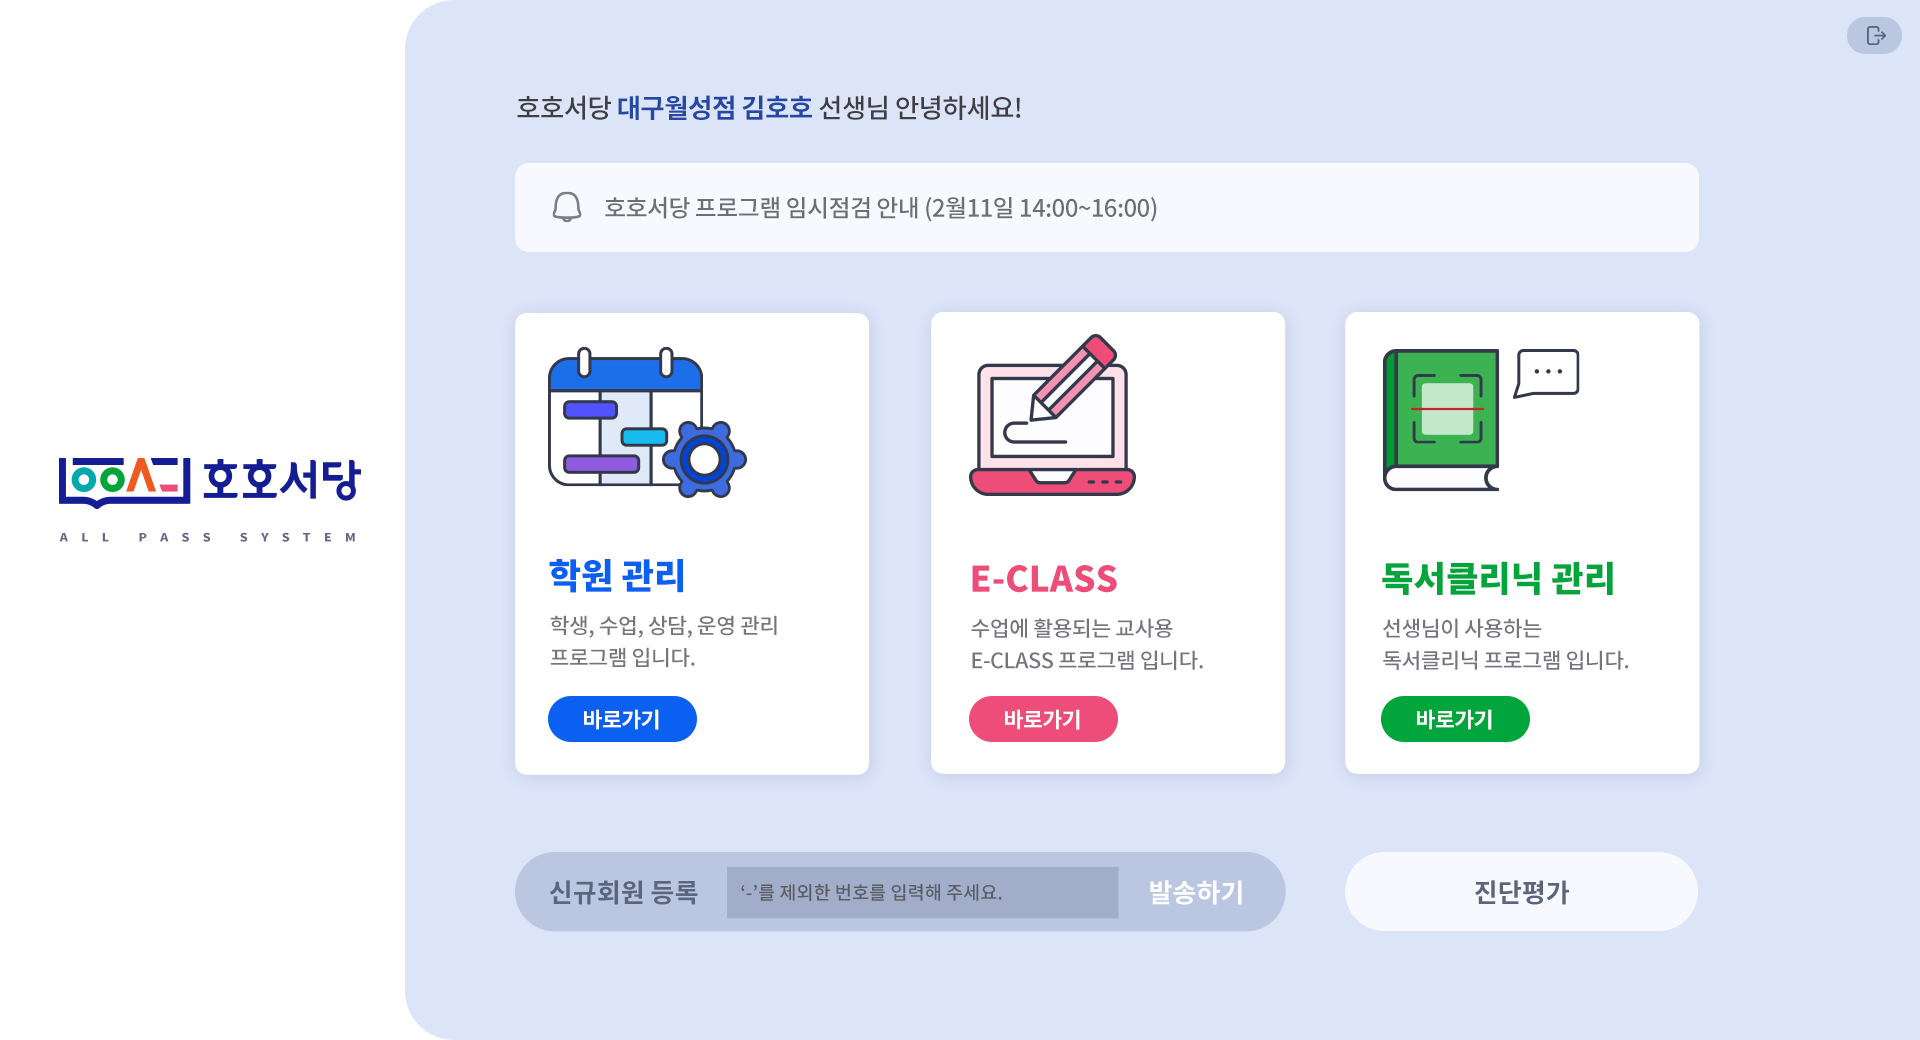 호호서당
ALL PASS SYSTEM
호호서당 대구월성점 김호호 선생님 안녕하세요!
호호서당 프로그램 임시점검 안내 (2월11일 14:00~16:00)
학원 관리
학생, 수업, 상담, 운영 관리
프로그램 입니다.
바로가기
E-CLASS
수업에 활용되는 교사용
E-CLASS 프로그램 입니다.
바로가기
독서클리닉 관리
선생님이 사용하는
독서클리닉 프로그램 입니다.
바로가기
신규회원 등록
‘-’를 제외한 번호를 입력해 주세요.
발송하기
진단평가